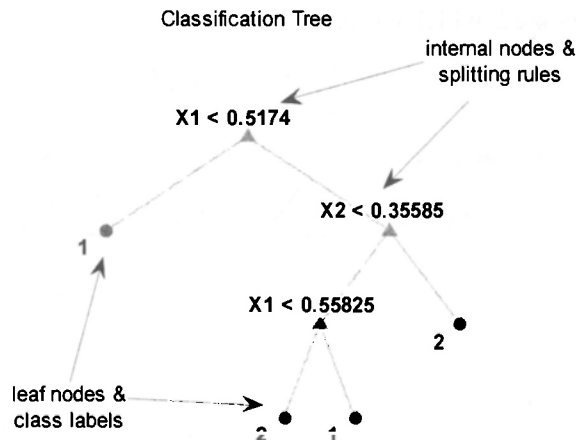 Classification Tree
internal nodes &
splitting rules
X1 < 0.5174
X2 < 0.35585
1
X1 < 0.55825
2
leaf nodes &
class labels
2 1